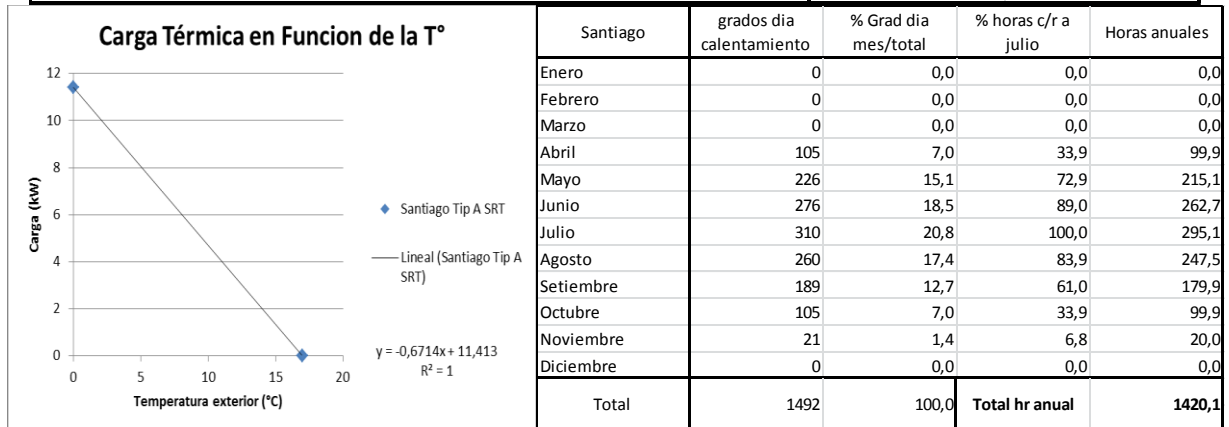 Carga Térmica en Funcion de la T°
12
10
8
6
4
2
0
Carga (kW)
0 5 10 15 20
Temperatura exterior (°C)
Santiago Tip A SRT
Lineal (Santiago Tip A
SRT)
y = -0,6714x + 11,413
R² = 1
Santiago grados dia calentamiento % Grad dia mes/total % horas c/r a julio Horas anuales
Enero 0 0,0 0,0 0,0
Febrero 0 0,0 0,0 0,0
Marzo 0 0,0 0,0 0,0
Abril 105 7,0 33,9 99,9
Mayo 226 15,1 72,9 215,1
Junio 276 18,5 89,0 262,7
Julio 310 20,8 100,0 295,1
Agosto 260 17,4 83,9 247,5
Setiembre 189 12,7 61,0 179,9
Octubre 105 7,0 33,9 99,9
Noviembre 21 1,4 6,8 20,0
Diciembre 0 0,0 0,0 0,0
Total 1492 100,0 Total hr anual 1420,1